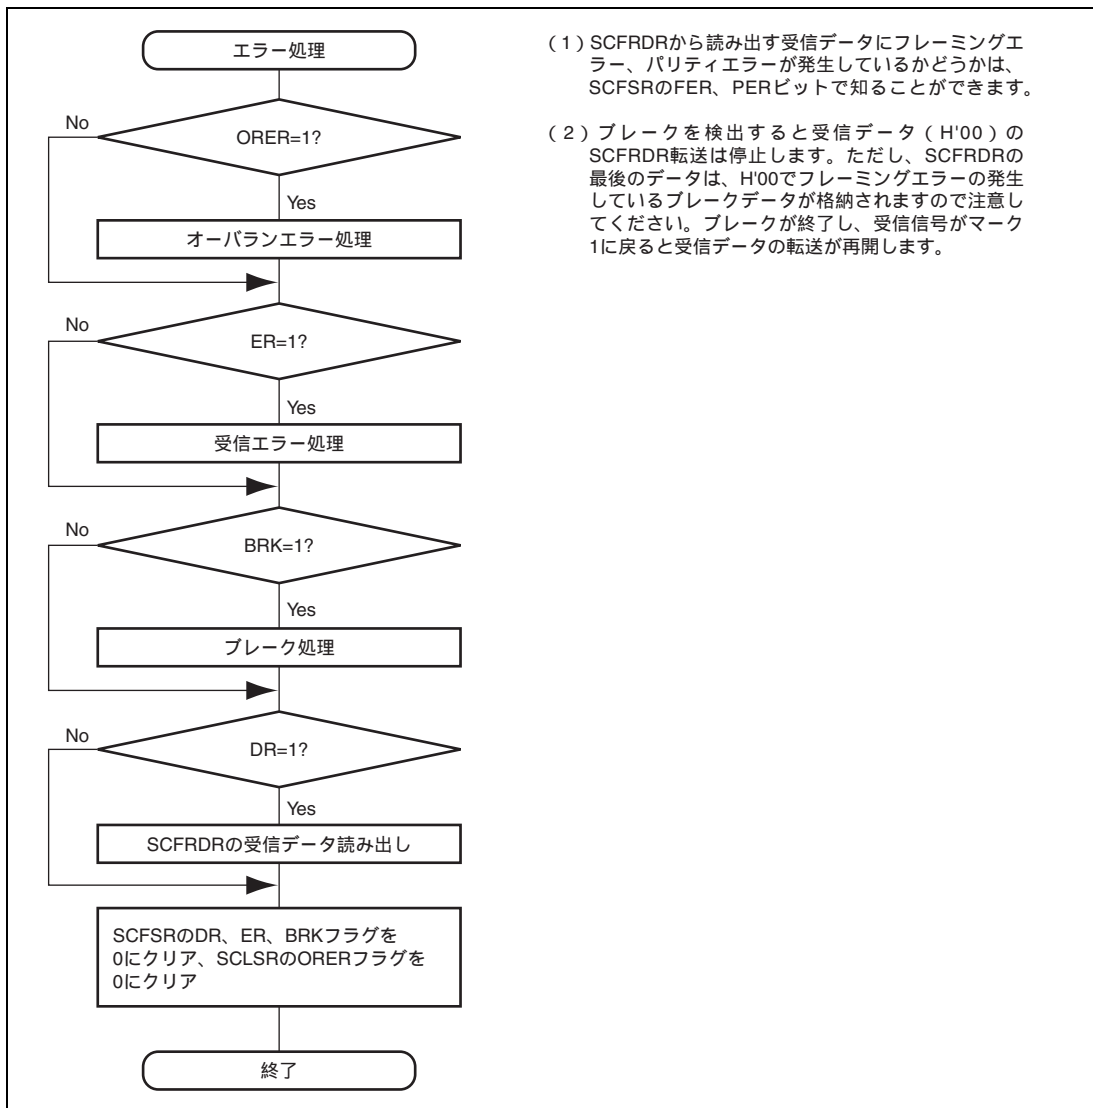 エラー処理
No
ORER=1?
Yes
オーバランエラー処理
No
ER=1?
Yes
受信エラー処理
No
BRK=1?
Yes
ブレーク処理
No
DR=1?
Yes
SCFRDRの受信データ読み出し
SCFSRのDR、ER、BRKフラグを
0にクリア、SCLSRのORERフラグを
0にクリア
終了
（1）SCFRDRから読み出す受信データにフレーミングエ
ラー、パリティエラーが発生しているかどうかは、
SCFSRのFER、PERビットで知ることができます。
（2）ブレークを検出すると受信データ（H'00）の
SCFRDR転送は停止します。ただし、SCFRDRの
最後のデータは、H'00でフレーミングエラーの発生
しているブレークデータが格納されますので注意し
てください。ブレークが終了し、受信信号がマーク
1に戻ると受信データの転送が再開します。